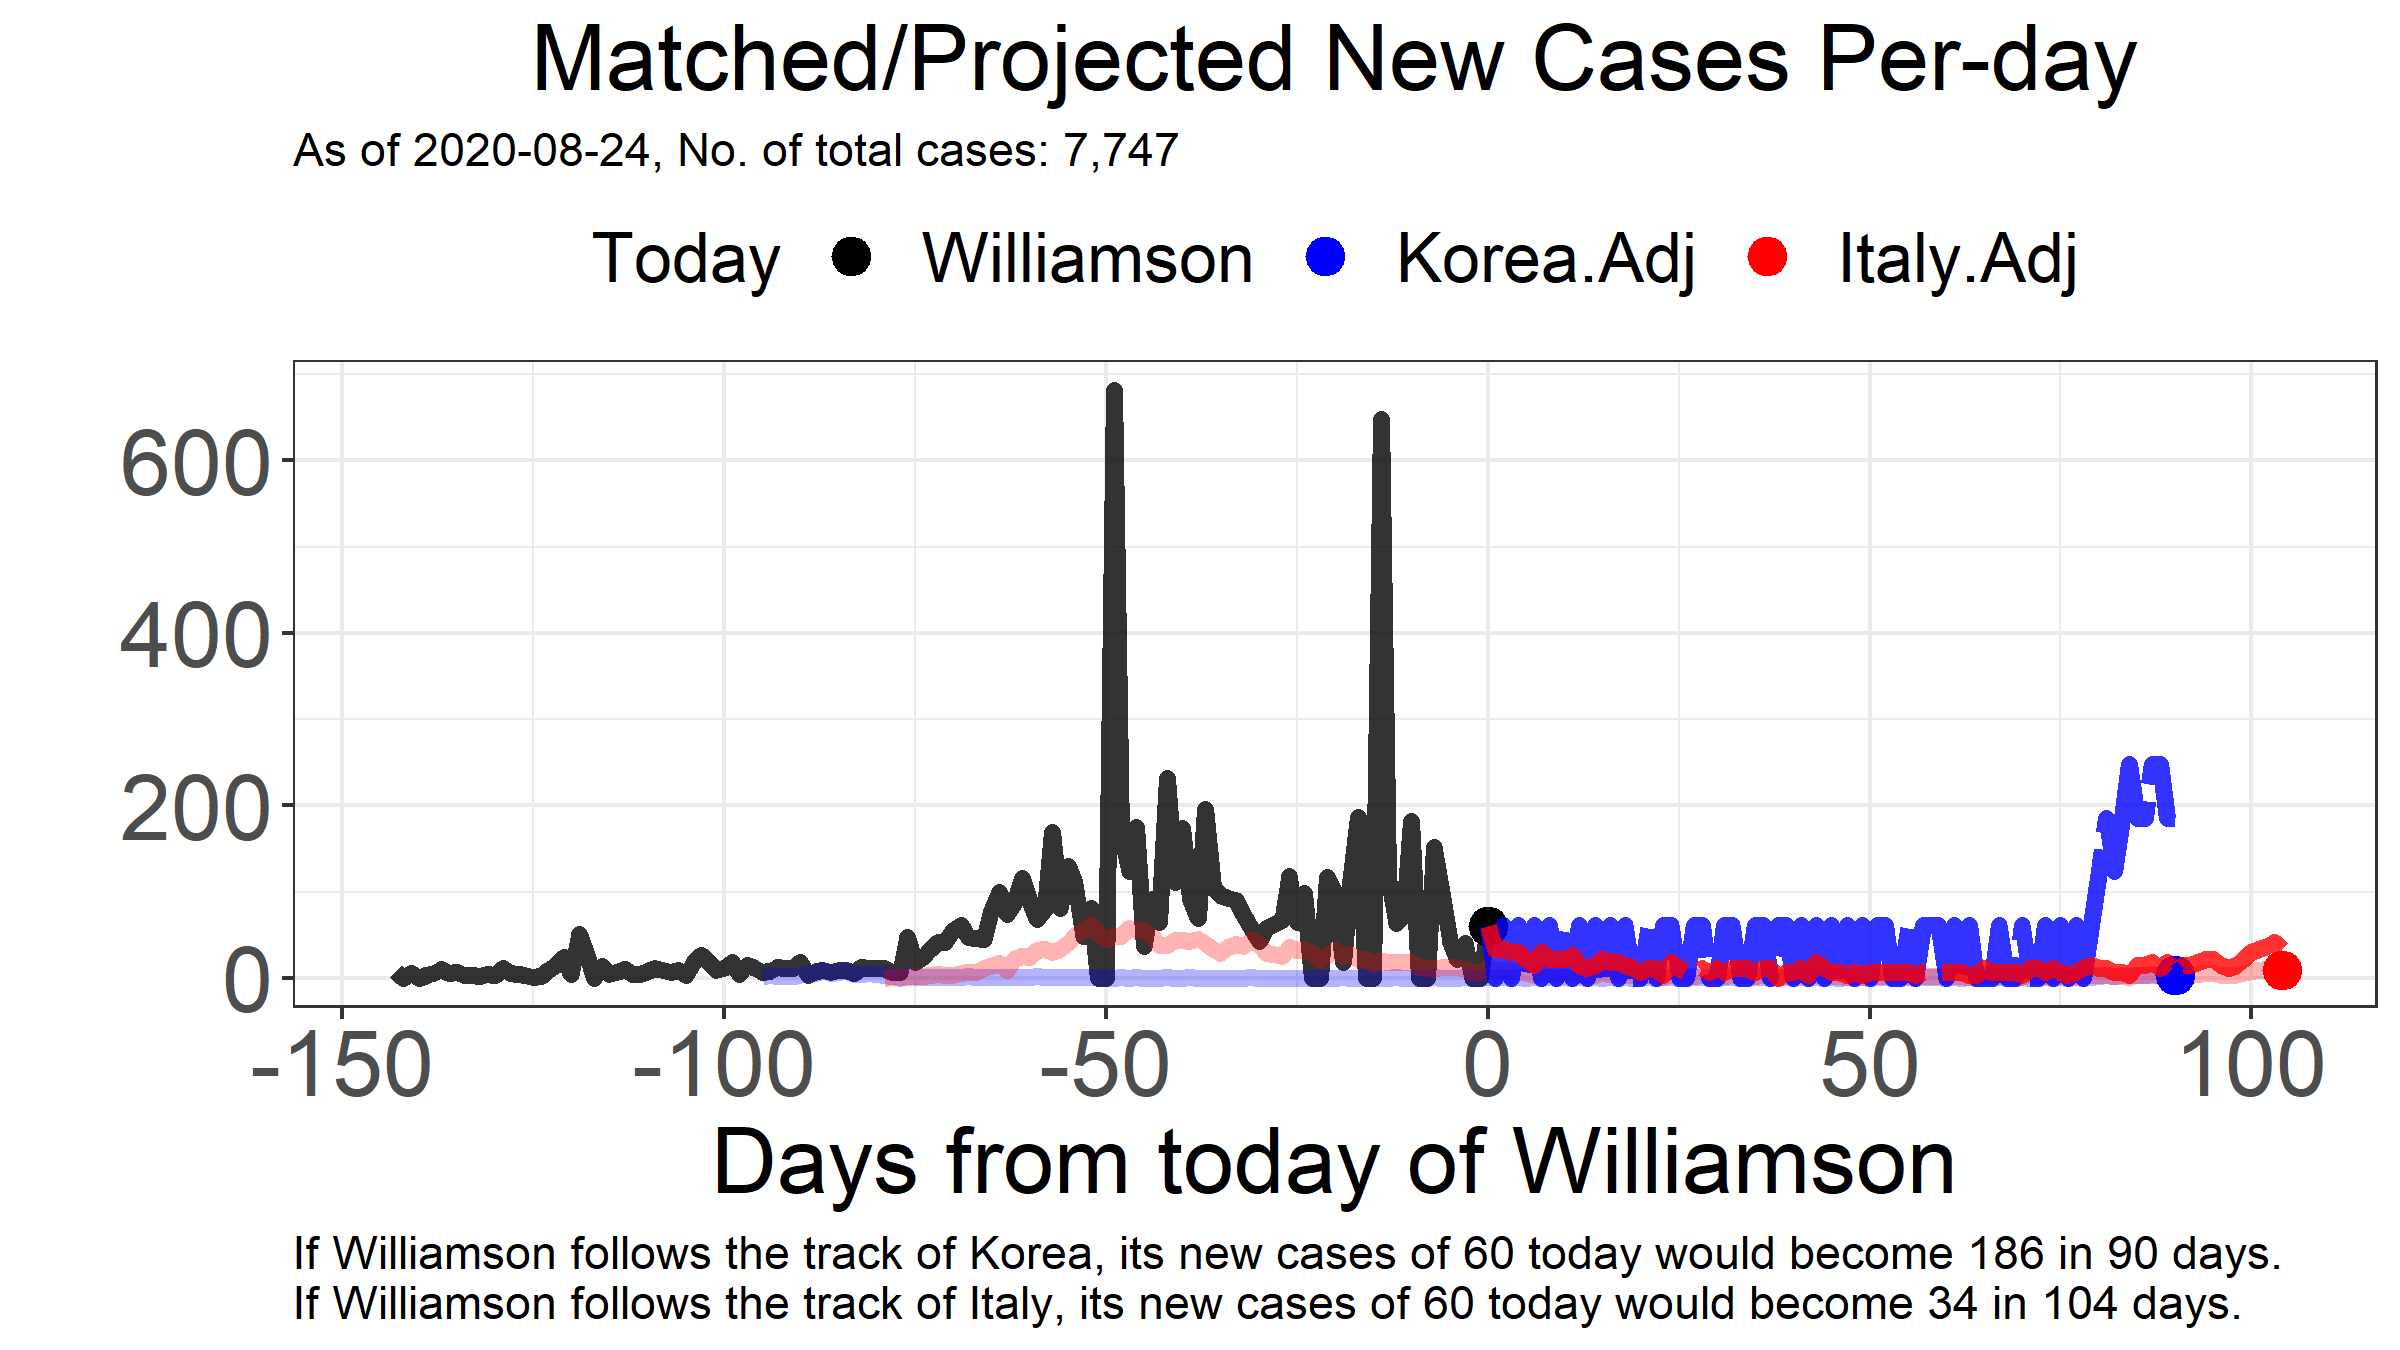 Matched/Projected New Cases Per-day
As of 2020-08-24, No. of total cases: 7,747
Today Williamson Korea.Adj Italy.Adj
600
400
200
0
-150 -100 -50 0 50 100
Days from today of Williamson
If Williamson follows the track of Korea, its new cases of 60 today would become 186 in 90 days.
If Williamson follows the track of Italy, its new cases of 60 today would become 34 in 104 days.